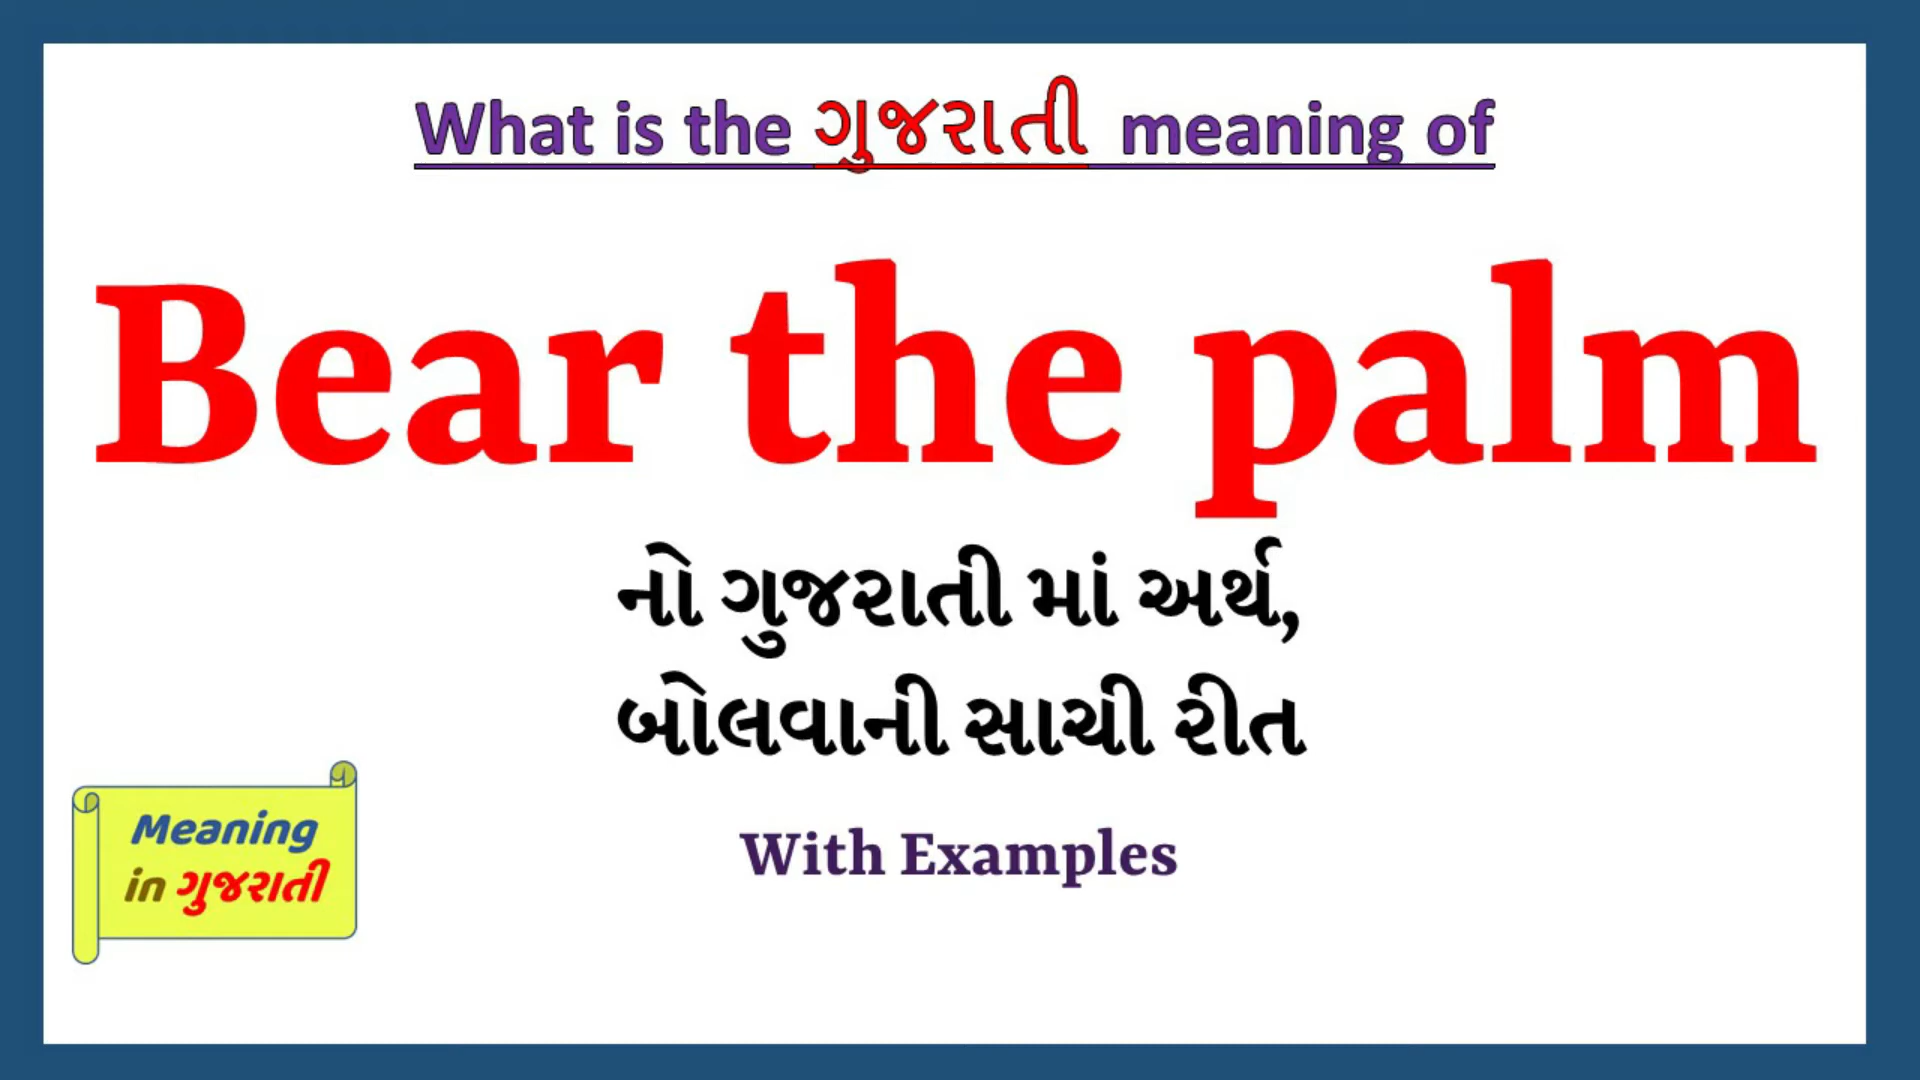 What is the ગુજરાતી meaning of
Bear the palm
નો ગુજરાતી માં અર્થ,
બોલવાની સાચી રીત
With Examples
Meaning
in ગુજરાતી